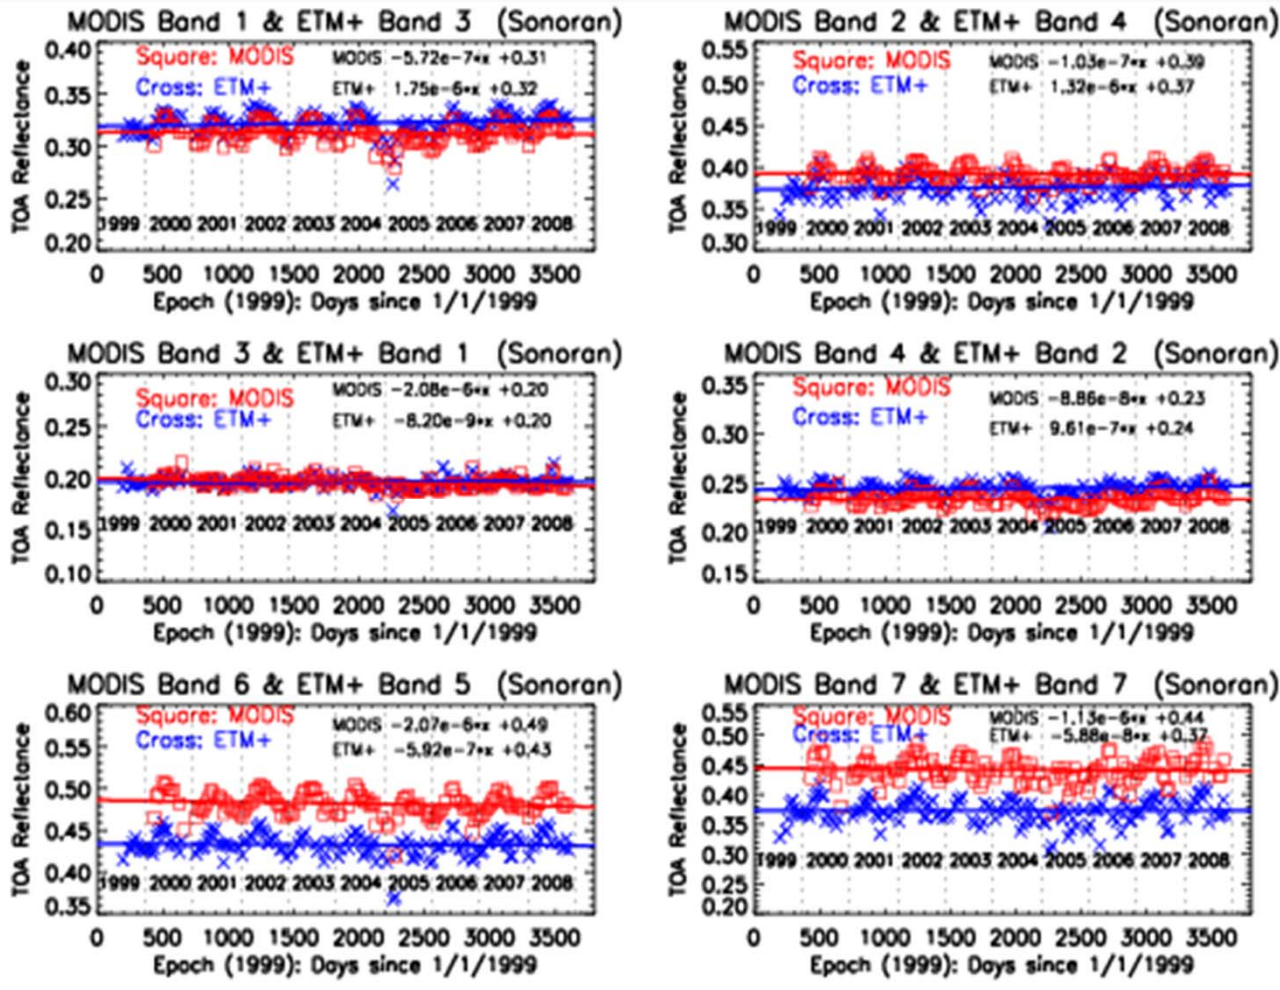 MODIS Band 1 & ETM+ Band 3 (Sonoran)
Square: MODIS
Cross: ETM+
MODIS -5.72e-7*x +0.31
ETM+ 1.75e-6*x +0.32
TOA Reflectance
0.40
0.35
0.30
0.25
0.20
1999 2000 2001 2002 2003 2004 2005 2006 2007 2008
0 500 1000 1500 2000 2500 3000 3500
Epoch (1999): Days since 1/1/1999
MODIS Band 2 & ETM+ Band 4 (Sonoran)
Square: MODIS
Cross: ETM+
MODIS -1.03e-7*x +0.39
ETM+ 1.32e-6*x +0.37
TOA Reflectance
0.55
0.50
0.45
0.40
0.35
0.30
1999 2000 2001 2002 2003 2004 2005 2006 2007 2008
0 500 1000 1500 2000 2500 3000 3500
Epoch (1999): Days since 1/1/1999
MODIS Band 3 & ETM+ Band 1 (Sonoran)
Square: MODIS
Cross: ETM+
MODIS -2.08e-6*x +0.20
ETM+ -8.20e-9*x +0.20
TOA Reflectance
0.30
0.25
0.20
0.15
0.10
1999 2000 2001 2002 2003 2004 2005 2006 2007 2008
0 500 1000 1500 2000 2500 3000 3500
Epoch (1999): Days since 1/1/1999
MODIS Band 4 & ETM+ Band 2 (Sonoran)
Square: MODIS
Cross: ETM+
MODIS -8.86e-8*x +0.23
ETM+ 9.61e-7*x +0.24
TOA Reflectance
0.35
0.30
0.25
0.20
0.15
1999 2000 2001 2002 2003 2004 2005 2006 2007 2008
0 500 1000 1500 2000 2500 3000 3500
Epoch (1999): Days since 1/1/1999
MODIS Band 6 & ETM+ Band 5 (Sonoran)
Square: MODIS
Cross: ETM+
MODIS -2.07e-6*x +0.49
ETM+ -5.92e-7*x +0.43
TOA Reflectance
0.60
0.55
0.50
0.45
0.40
0.35
1999 2000 2001 2002 2003 2004 2005 2006 2007 2008
0 500 1000 1500 2000 2500 3000 3500
Epoch (1999): Days since 1/1/1999
MODIS Band 7 & ETM+ Band 7 (Sonoran)
Square: MODIS
Cross: ETM+
MODIS -1.13e-6*x +0.44
ETM+ -5.88e-8*x +0.37
TOA Reflectance
0.55
0.50
0.45
0.40
0.35
0.30
0.25
0.20
1999 2000 2001 2002 2003 2004 2005 2006 2007 2008
0 500 1000 1500 2000 2500 3000 3500
Epoch (1999): Days since 1/1/1999